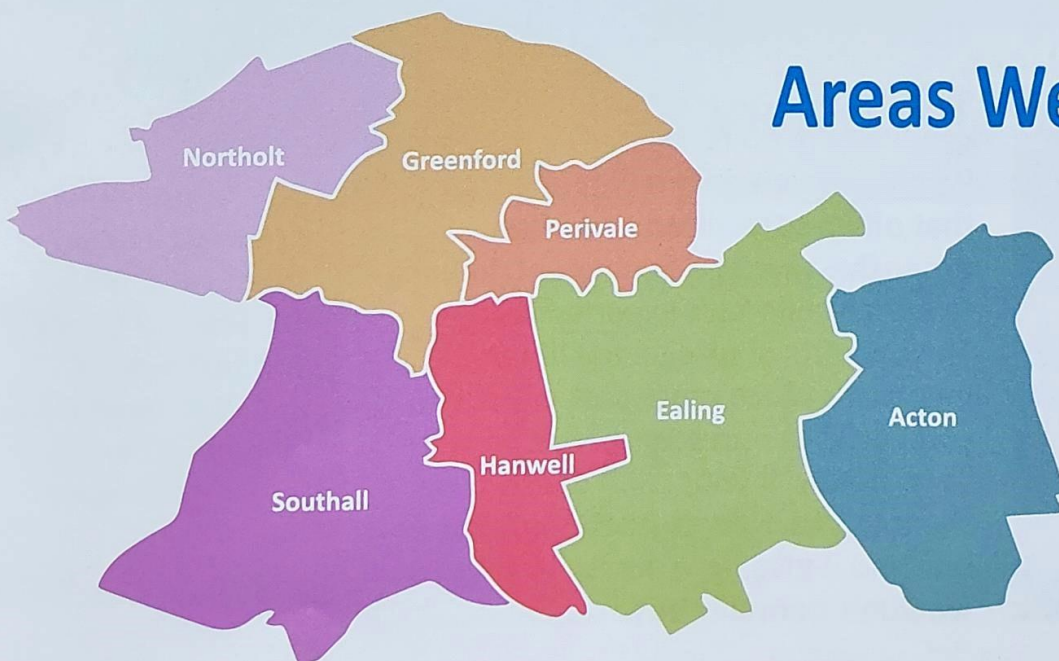 Areas We
Northolt
Greenford
Perivale
Ealing
Acton
Hanwell
Southall